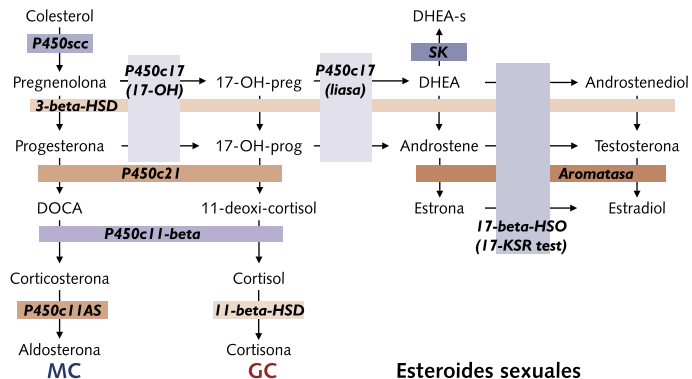 Colesterol
DHEA-s
P450scc
SK
Pregnenolona
P450c17
(17-OH)
17-OH-preg
P450c17
(liasa)
DHEA
Androstenediol
3-beta-HSD
Progesterona
17-OH-prog
Androstene
Testosterona
P450c21
Aromatasa
DOCA
11-deoxi-cortisol
Estrona
Estradiol
P450c11-beta
17-beta-HSO
(17-KSR test)
Corticosterona
Cortisol
P450c11AS
11-beta-HSD
Aldosterona
Cortisona
MC
GC
Esteroides sexuales